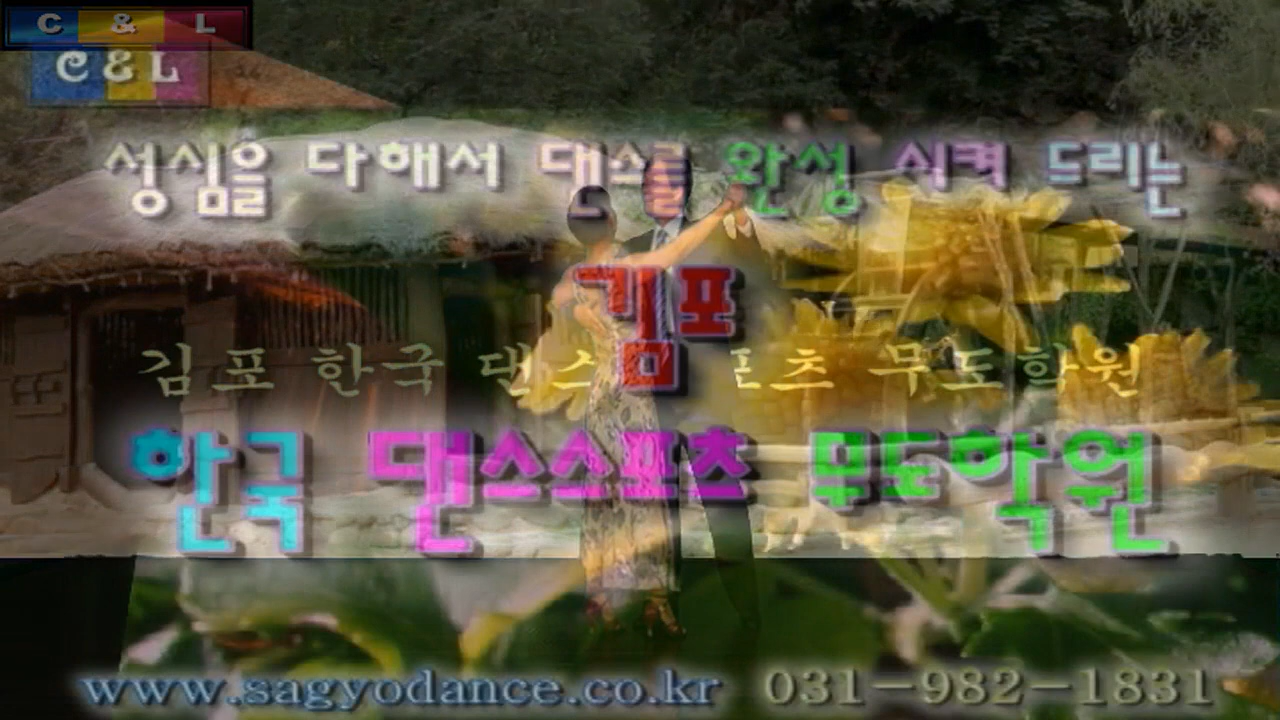 C & L
C & L
성심을 다해서 댄스를 완성 시켜 드리는
김포
김포 한국 댄스 포츠 무도학원
한국 댄스스포츠 무도학원
www.sagyodance.co.kr 031-982-1831